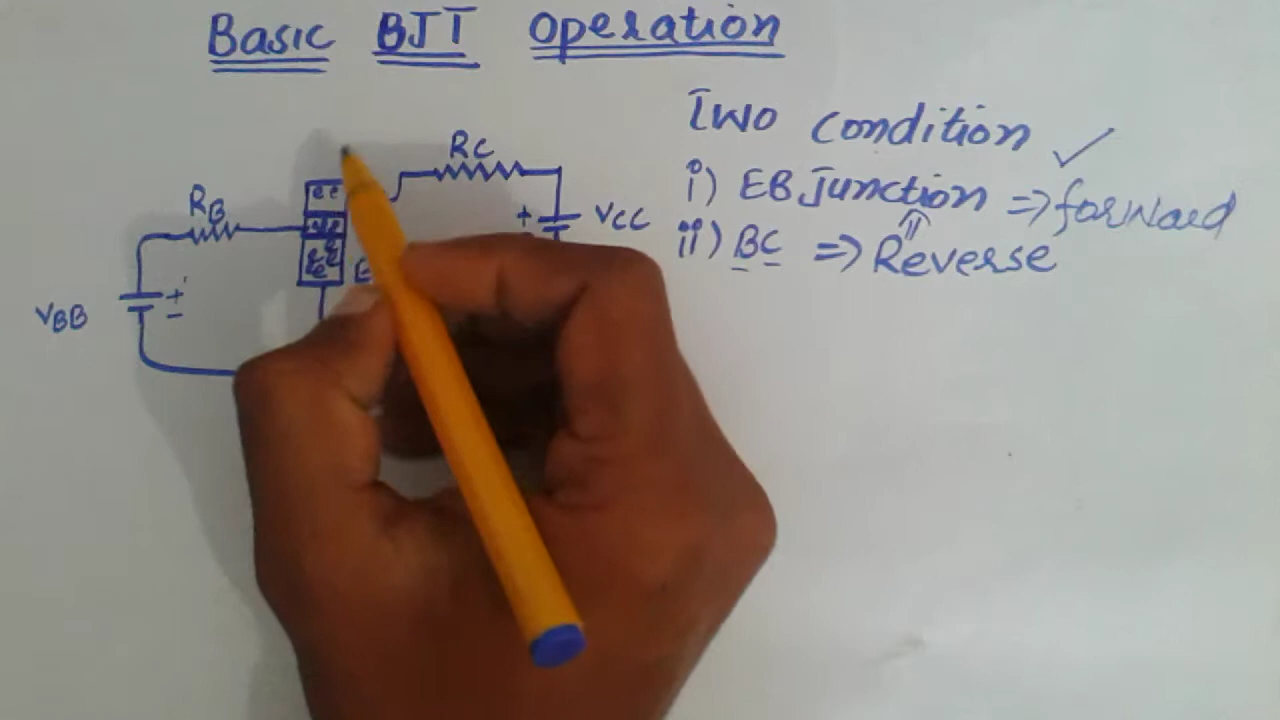 Basic BJT Operation
Two condition ✓
i) EB Junction ⇒ forward
ii) BC ⇒ Reverse
RC
RB
+ VCC
-
E
VBB
+
-